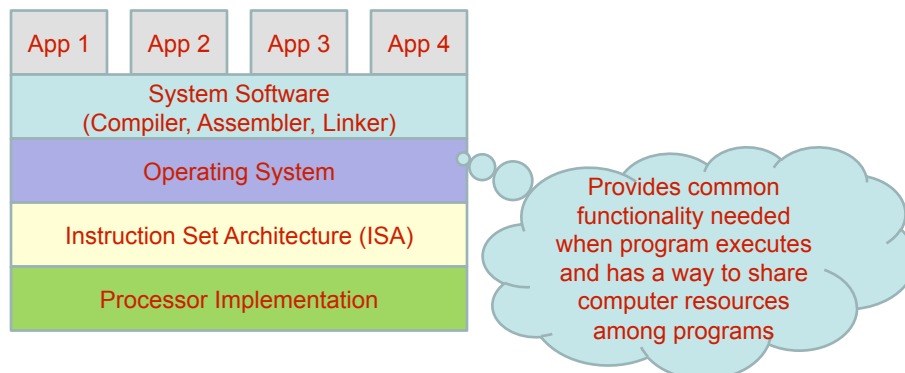 App 1 App 2 App 3 App 4
System Software
(Compiler, Assembler, Linker)
Operating System
Instruction Set Architecture (ISA)
Processor Implementation
Provides common
functionality needed
when program executes
and has a way to share
computer resources
among programs